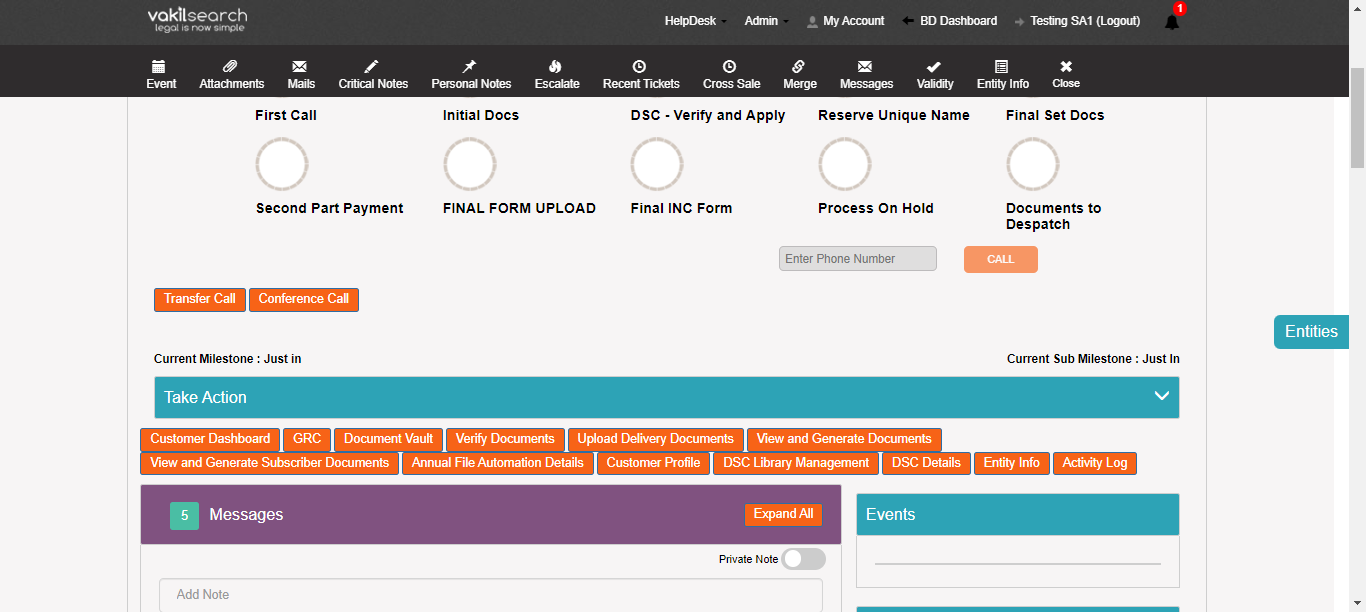 vakilsearch
legal is now simple
HelpDesk Admin My Account BD Dashboard Testing SA1 (Logout) 1
Event Attachments Mails Critical Notes Personal Notes Escalate Recent Tickets Cross Sale Merge Messages Validity Entity Info Close
First Call Initial Docs DSC - Verify and Apply Reserve Unique Name Final Set Docs
Second Part Payment FINAL FORM UPLOAD Final INC Form Process On Hold Documents to
Despatch
Enter Phone Number CALL
Transfer Call Conference Call
Entities
Current Milestone : Just in Current Sub Milestone : Just In
Take Action
Customer Dashboard GRC Document Vault Verify Documents Upload Delivery Documents View and Generate Documents
View and Generate Subscriber Documents Annual File Automation Details Customer Profile DSC Library Management DSC Details Entity Info Activity Log
5 Messages Expand All Events
Private Note
Add Note